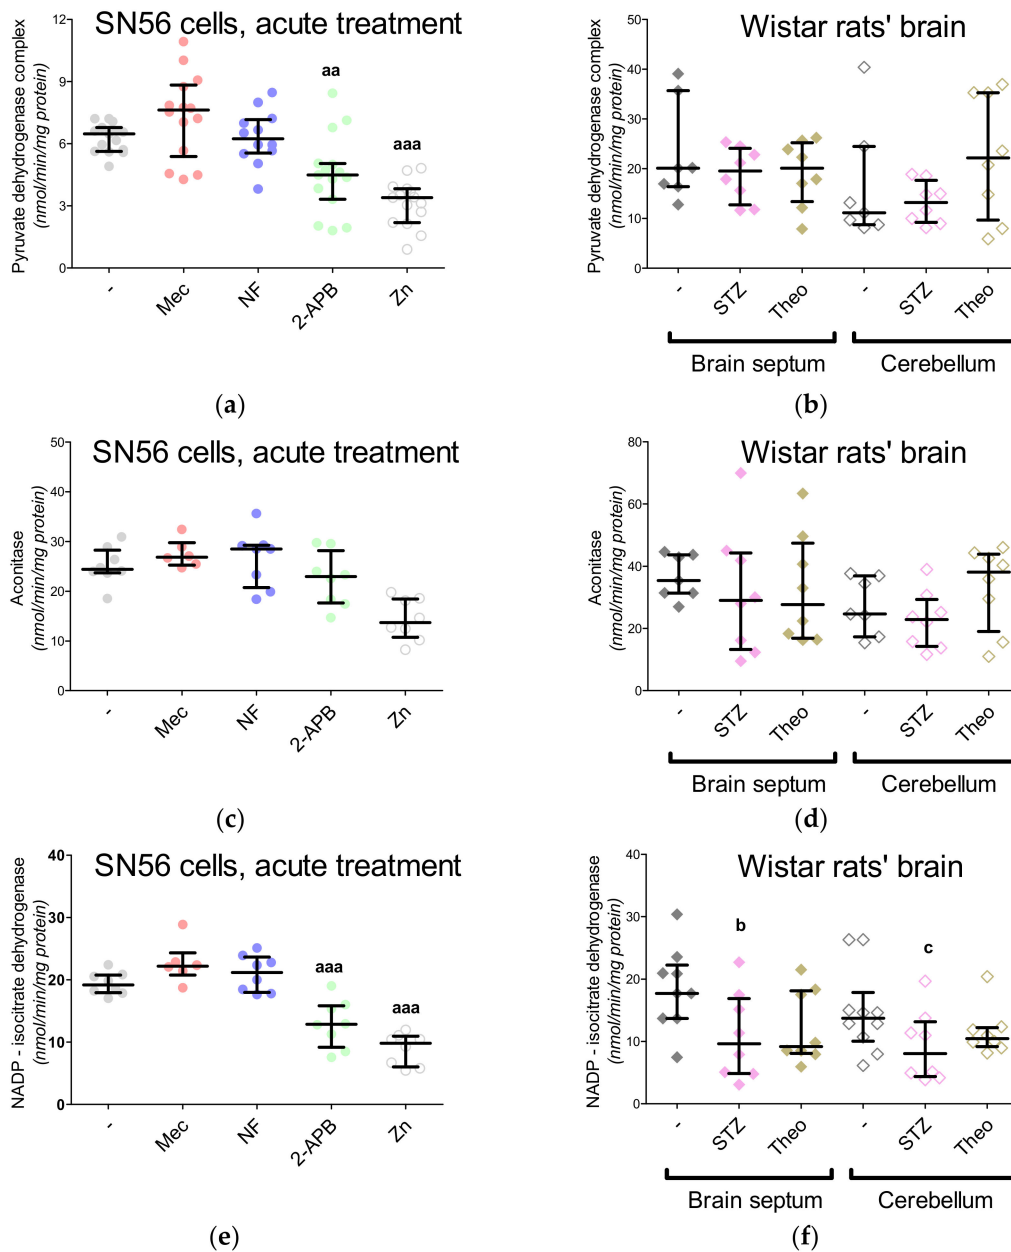 SN56 cells, acute treatment
Pyruvate dehydrogenase complex
(nmol/min/mg protein)
12
9
6
3
0
aa
aaa
-
Mec
NF
2-APB
Zn
(a)
Wistar rats' brain
Pyruvate dehydrogenase complex
(nmol/min/mg protein)
50
40
30
20
10
0
-
STZ
Theo
-
STZ
Theo
Brain septum
Cerebellum
(b)
SN56 cells, acute treatment
Aconitase
(nmol/min/mg protein)
50
40
30
20
10
0
-
Mec
NF
2-APB
Zn
(c)
Wistar rats' brain
Aconitase
(nmol/min/mg protein)
80
60
40
20
0
-
STZ
Theo
-
STZ
Theo
Brain septum
Cerebellum
(d)
SN56 cells, acute treatment
NADP - isocitrate dehydrogenase
(nmol/min/mg protein)
40
30
20
10
0
aaa
aaa
-
Mec
NF
2-APB
Zn
(e)
Wistar rats' brain
NADP - isocitrate dehydrogenase
(nmol/min/mg protein)
40
30
20
10
0
b
c
-
STZ
Theo
-
STZ
Theo
Brain septum
Cerebellum
(f)